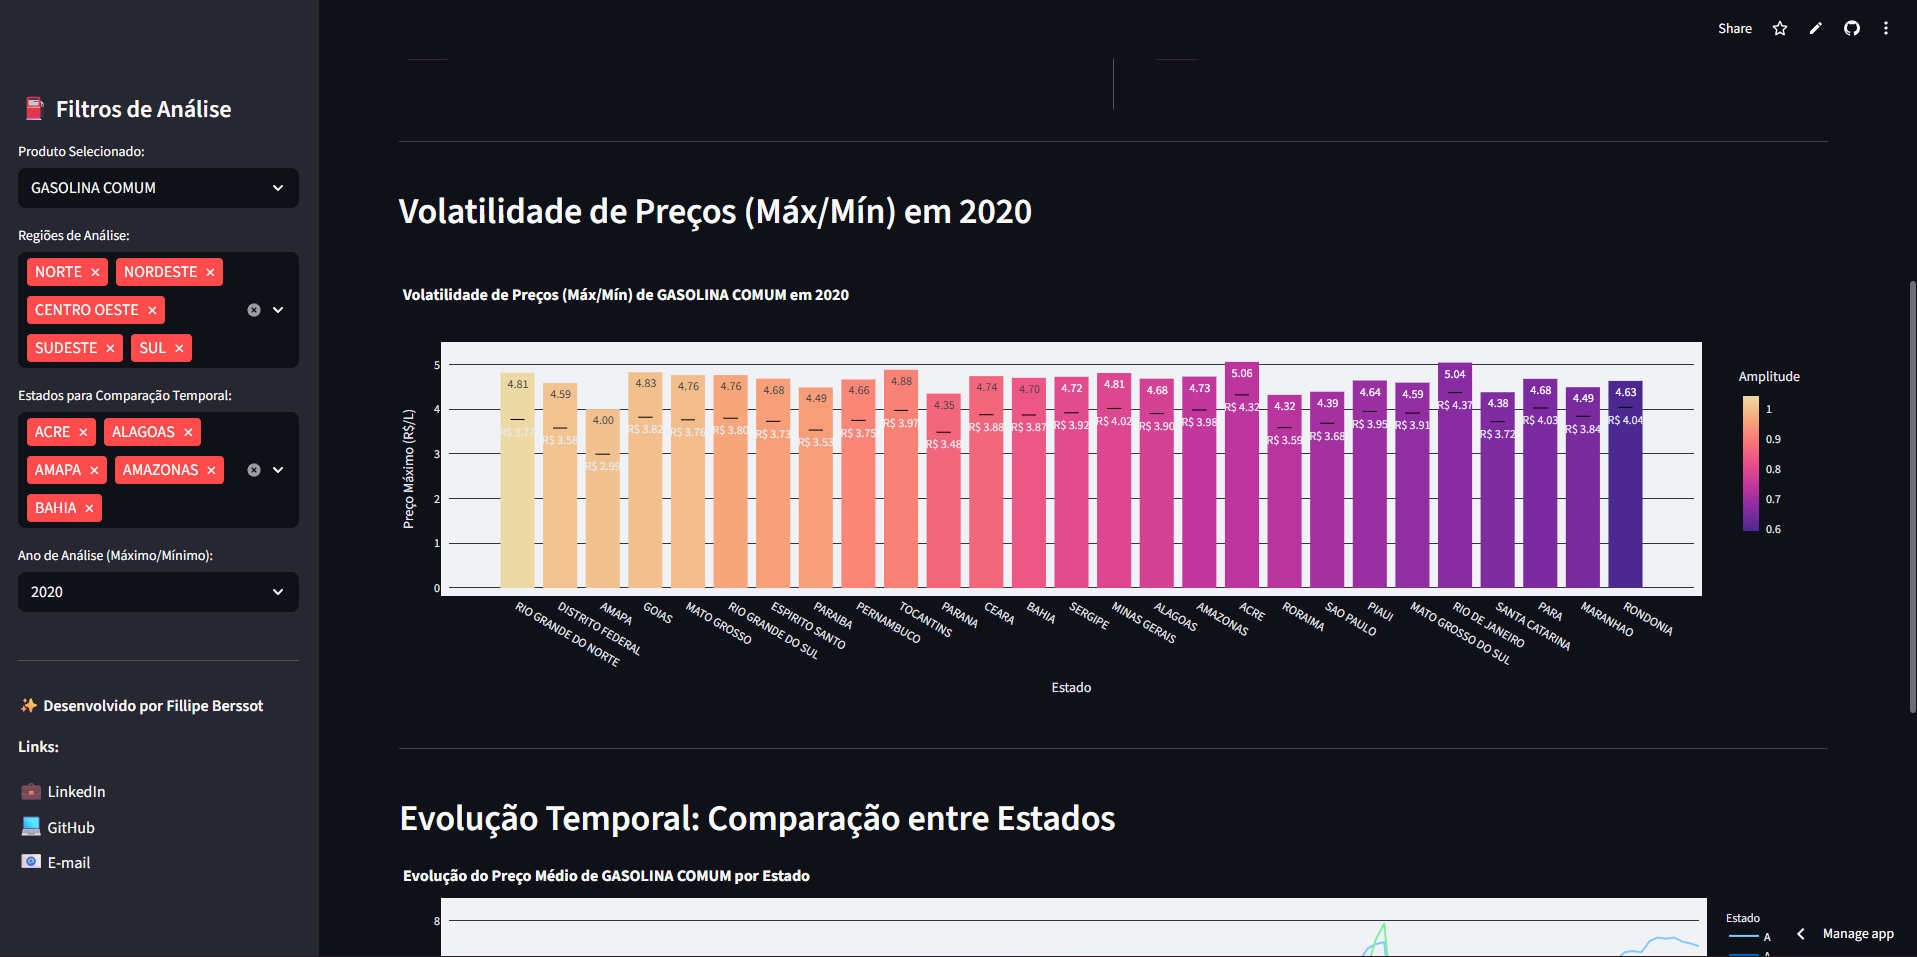 Share
Filtros de Análise
Produto Selecionado:
GASOLINA COMUM
Regiões de Análise:
NORTE × NORDESTE ×
CENTRO OESTE ×
SUDESTE × SUL ×
Estados para Comparação Temporal:
ACRE × ALAGOAS ×
AMAPA × AMAZONAS ×
BAHIA ×
Ano de Análise (Máximo/Mínimo):
2020
Desenvolvido por Fillipe Berssot
Links:
LinkedIn
GitHub
E-mail
Volatilidade de Preços (Máx/Mín) em 2020
Volatilidade de Preços (Máx/Mín) de GASOLINA COMUM em 2020
Preço Máximo (R$/L)
5
4
3
2
1
0
4.81 4.59 4.00 4.83 4.76 4.76 4.68 4.49 4.66 4.88 4.35 4.74 4.70 4.72 4.81 4.68 4.73 5.06 4.32 4.39 4.64 4.59 5.04 4.38 4.68 4.49 4.63
R$ 3.77 R$ 3.58 R$ 2.99 R$ 3.82 R$ 3.76 R$ 3.80 R$ 3.73 R$ 3.53 R$ 3.75 R$ 3.97 R$ 3.48 R$ 3.88 R$ 3.87 R$ 3.92 R$ 4.02 R$ 3.90 R$ 3.98 R$ 4.32 R$ 3.59 R$ 3.68 R$ 3.95 R$ 3.91 R$ 4.37 R$ 3.72 R$ 4.03 R$ 3.84 R$ 4.04
RIO GRANDE DO NORTE
DISTRITO FEDERAL
AMAPA
GOIAS
MATO GROSSO
RIO GRANDE DO SUL
ESPIRITO SANTO
PARAIBA
PERNAMBUCO
TOCANTINS
PARANA
CEARA
BAHIA
SERGIPE
MINAS GERAIS
ALAGOAS
AMAZONAS
ACRE
RORAIMA
SAO PAULO
PIAUI
MATO GROSSO DO SUL
RIO DE JANEIRO
SANTA CATARINA
PARA
MARANHAO
RONDONIA
Estado
Amplitude
1
0.9
0.8
0.7
0.6
Evolução Temporal: Comparação entre Estados
Evolução do Preço Médio de GASOLINA COMUM por Estado
8
Estado
A
Manage app